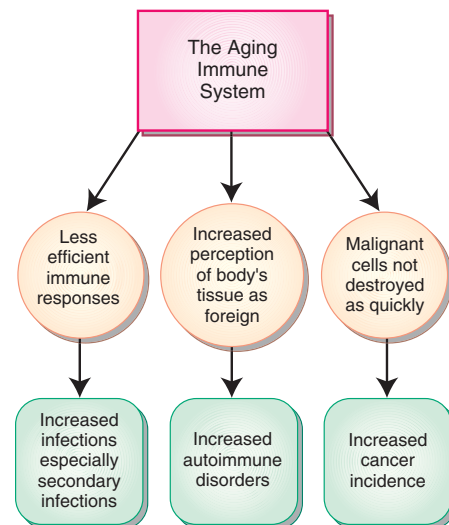 The Aging
Immune
System
Less
efficient
immune
responses
Increased
perception
of body's
tissue as
foreign
Malignant
cells not
destroyed
as quickly
Increased
infections
especially
secondary
infections
Increased
autoimmune
disorders
Increased
cancer
incidence